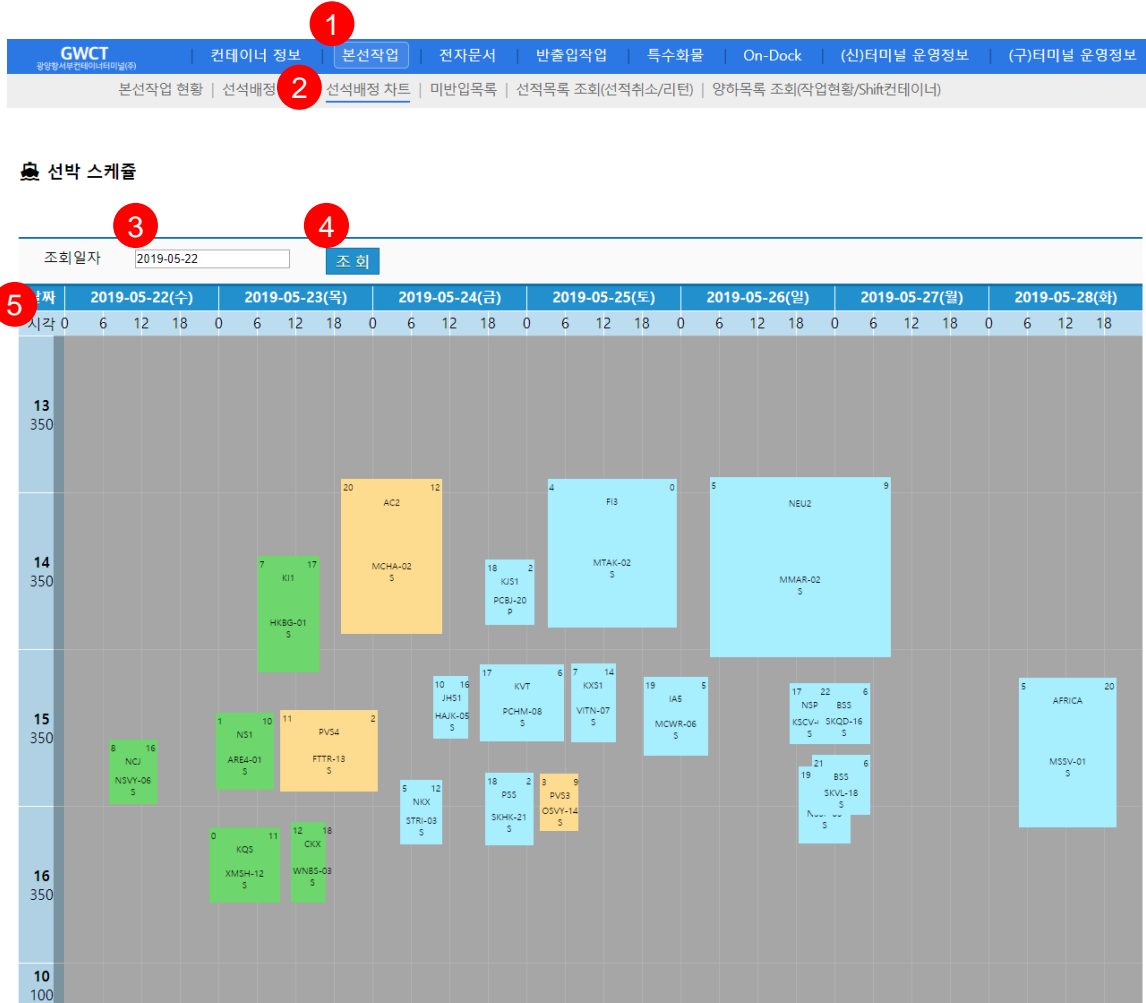 1
GWCT
광양항서부컨테이너터미널(주)
컨테이너 정보 | 본선작업 | 전자문서 | 반출입작업 | 특수화물 | On-Dock | (신)터미널 운영정보 | (구)터미널 운영정보
2
본선작업 현황 | 선석배정 선석배정 차트 | 미반입목록 | 선적목록 조회(선적취소/리턴) | 양하목록 조회(작업현황/Shift컨테이너)
선박 스케쥴
3 4
조회일자 2019-05-22 조 회
5
날짜 2019-05-22(수) 2019-05-23(목) 2019-05-24(금) 2019-05-25(토) 2019-05-26(일) 2019-05-27(월) 2019-05-28(화)
시각 0 6 12 18 0 6 12 18 0 6 12 18 0 6 12 18 0 6 12 18 0 6 12 18 0 6 12 18
13
350
20 12
AC2
MCHA-02
S
4 0
FI3
MTAK-02
S
5 9
NEU2
MMAR-02
S
14
350
7 17
KI1
HKBG-01
S
18 2
KJS1
PCBJ-20
P
10 16
JHS1
HAJK-05
S
17 6
KVT
PCHM-08
S
7 14
KXS1
VITN-07
S
19 5
IA5
MCWR-06
S
17
NSP
KSCV-
S
22 6
BSS
SKQD-16
S
5 20
AFRICA
MSSV-01
S
15
350
8 16
NCJ
NSVY-06
S
1 10
NS1
ARE4-01
S
11 2
PVS4
FTTR-13
S
5 12
NKX
STRI-03
S
18 2
PSS
SKHK-21
S
3 9
PVS3
OSVY-14
S
21 6
BSS
SKVL-18
S
19
S
16
350
0 11
KQS
XMSH-12
S
12 18
CKX
WNBS-03
S
10
100